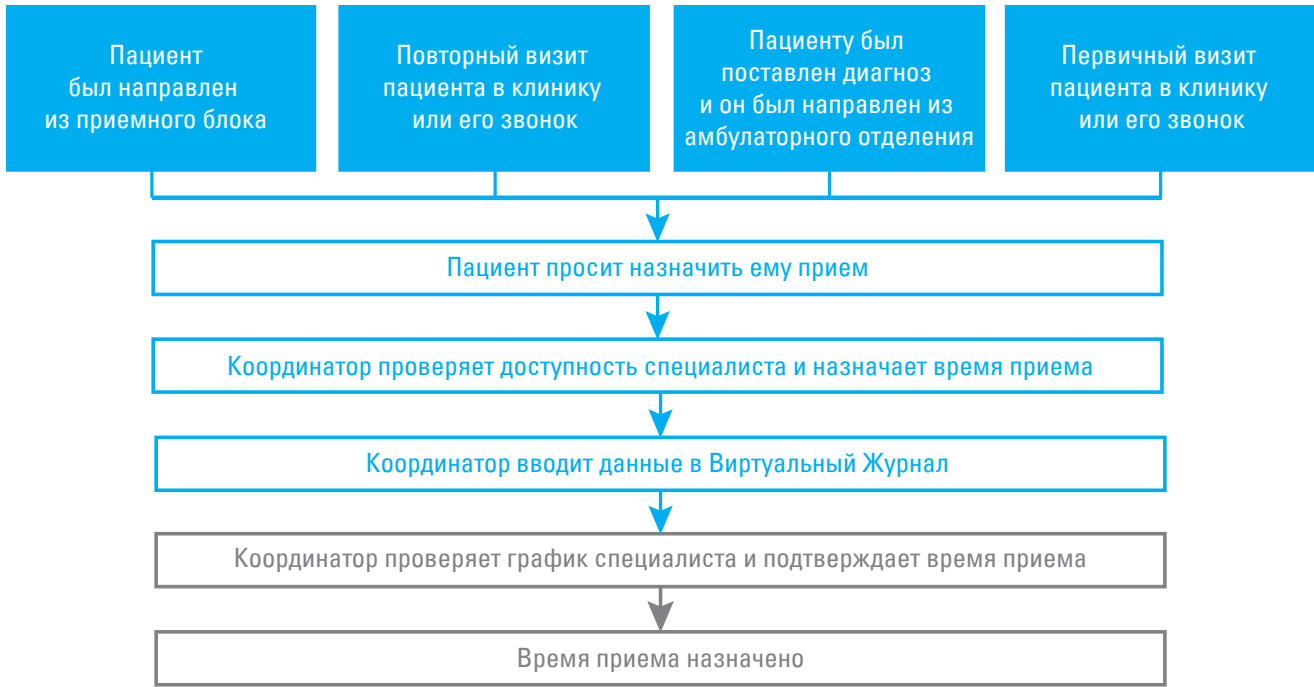 Пациент
был направлен
из приемного блока
Повторный визит
пациента в клинику
или его звонок
Пациенту был
поставлен диагноз
и он был направлен из
амбулаторного отделения
Первичный визит
пациента в клинику
или его звонок
Пациент просит назначить ему прием
Координатор проверяет доступность специалиста и назначает время приема
Координатор вводит данные в Виртуальный Журнал
Координатор проверяет график специалиста и подтверждает время приема
Время приема назначено